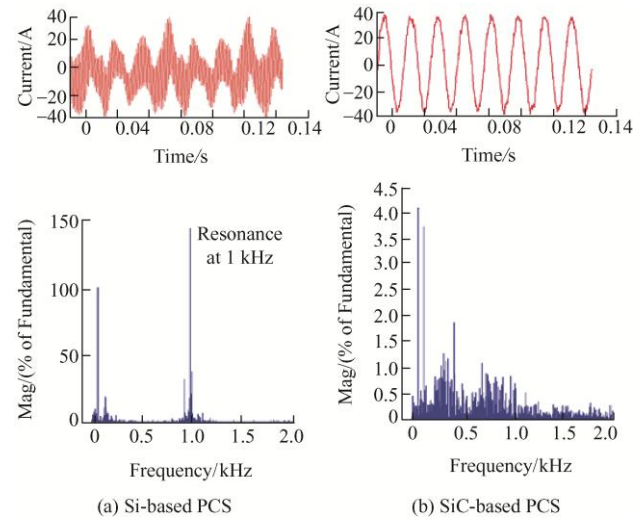 40
20
0
−20
−40
Current/A
0 0.04 0.08 0.12 0.14
Time/s
40
20
0
−20
−40
Current/A
0 0.04 0.08 0.12 0.14
Time/s
150
100
50
0
Mag/(% of Fundamental)
Resonance
at 1 kHz
0 0.5 1.0 1.5 2.0
Frequency/kHz
(a) Si-based PCS
4.5
4.0
3.5
3.0
2.5
2.0
1.5
1.0
0.5
0
Mag/(% of Fundamental)
0 0.5 1.0 1.5 2.0
Frequency/kHz
(b) SiC-based PCS